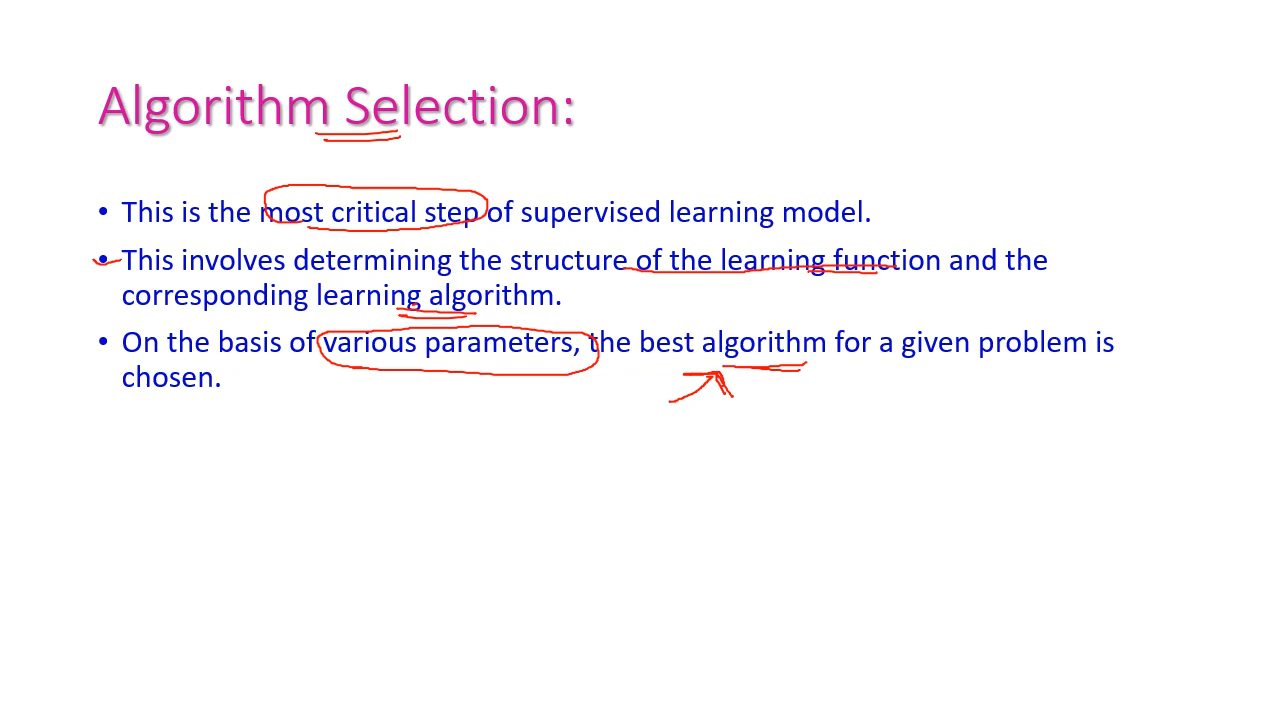 Algorithm Selection:
• This is the most critical step of supervised learning model.
• This involves determining the structure of the learning function and the
corresponding learning algorithm.
• On the basis of various parameters, the best algorithm for a given problem is
chosen.